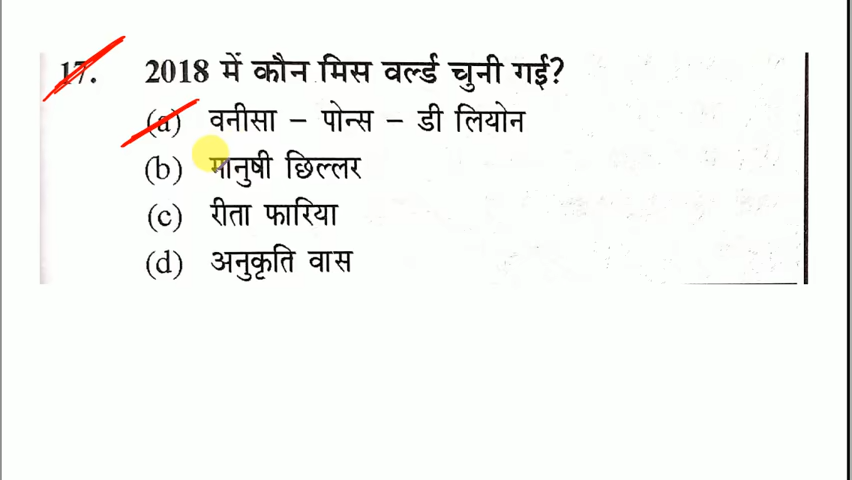 17. 2018 में कौन मिस वर्ल्ड चुनी गई?
(a) वनीसा – पोन्स – डी लियोन
(b) मानुषी छिल्लर
(c) रीता फारिया
(d) अनुकृति वास